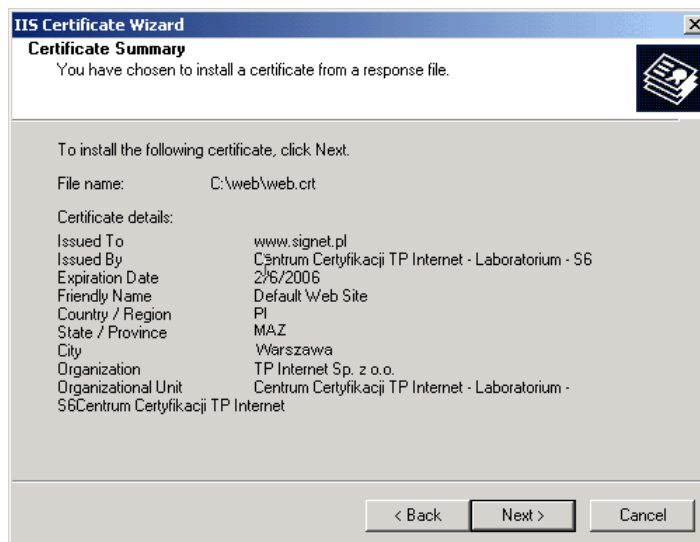 IIS Certificate Wizard
Certificate Summary
You have chosen to install a certificate from a response file.
To install the following certificate, click Next.
File name: C:\web\web.crt
Certificate details:
Issued To www.signet.pl
Issued By Centrum Certyfikacji TP Internet - Laboratorium - S6
Expiration Date 2/6/2006
Friendly Name Default Web Site
Country / Region Pl
State / Province MAZ
City Warszawa
Organization TP Internet Sp. z o.o.
Organizational Unit Centrum Certyfikacji TP Internet - Laboratorium -
S6Centrum Certyfikacji TP Internet
< Back Next > Cancel